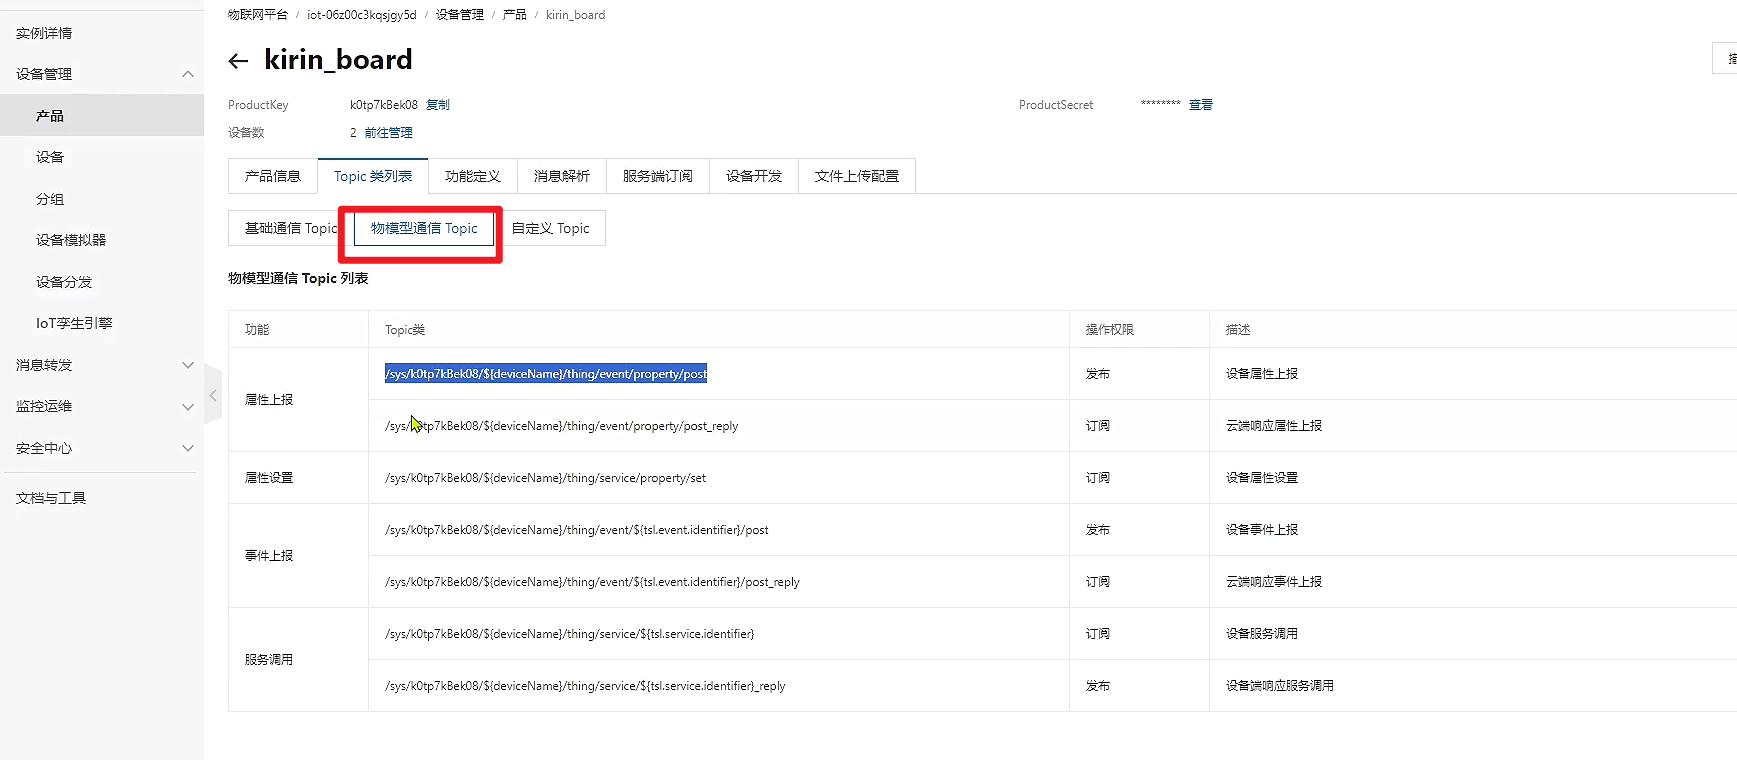 物联网平台 / iot-06z00c3kqsjgy5d / 设备管理 / 产品 / kirin_board
实例详情
设备管理
产品
设备
分组
设备模拟器
设备分发
IoT孪生引擎
消息转发
监控运维
安全中心
文档与工具
← kirin_board
ProductKey k0tp7kBek08 复制 ProductSecret ******** 查看
设备数 2 前往管理
产品信息 Topic 类列表 功能定义 消息解析 服务端订阅 设备开发 文件上传配置
基础通信 Topic 物模型通信 Topic 自定义 Topic
物模型通信 Topic 列表
功能 Topic类 操作权限 描述
属性上报
/sys/k0tp7kBek08/${deviceName}/thing/event/property/post 发布 设备属性上报
/sys/k0tp7kBek08/${deviceName}/thing/event/property/post_reply 订阅 云端响应属性上报
属性设置 /sys/k0tp7kBek08/${deviceName}/thing/service/property/set 订阅 设备属性设置
事件上报
/sys/k0tp7kBek08/${deviceName}/thing/event/${tsl.event.identifier}/post 发布 设备事件上报
/sys/k0tp7kBek08/${deviceName}/thing/event/${tsl.event.identifier}/post_reply 订阅 云端响应事件上报
服务调用
/sys/k0tp7kBek08/${deviceName}/thing/service/${tsl.service.identifier} 订阅 设备服务调用
/sys/k0tp7kBek08/${deviceName}/thing/service/${tsl.service.identifier}_reply 发布 设备端响应服务调用